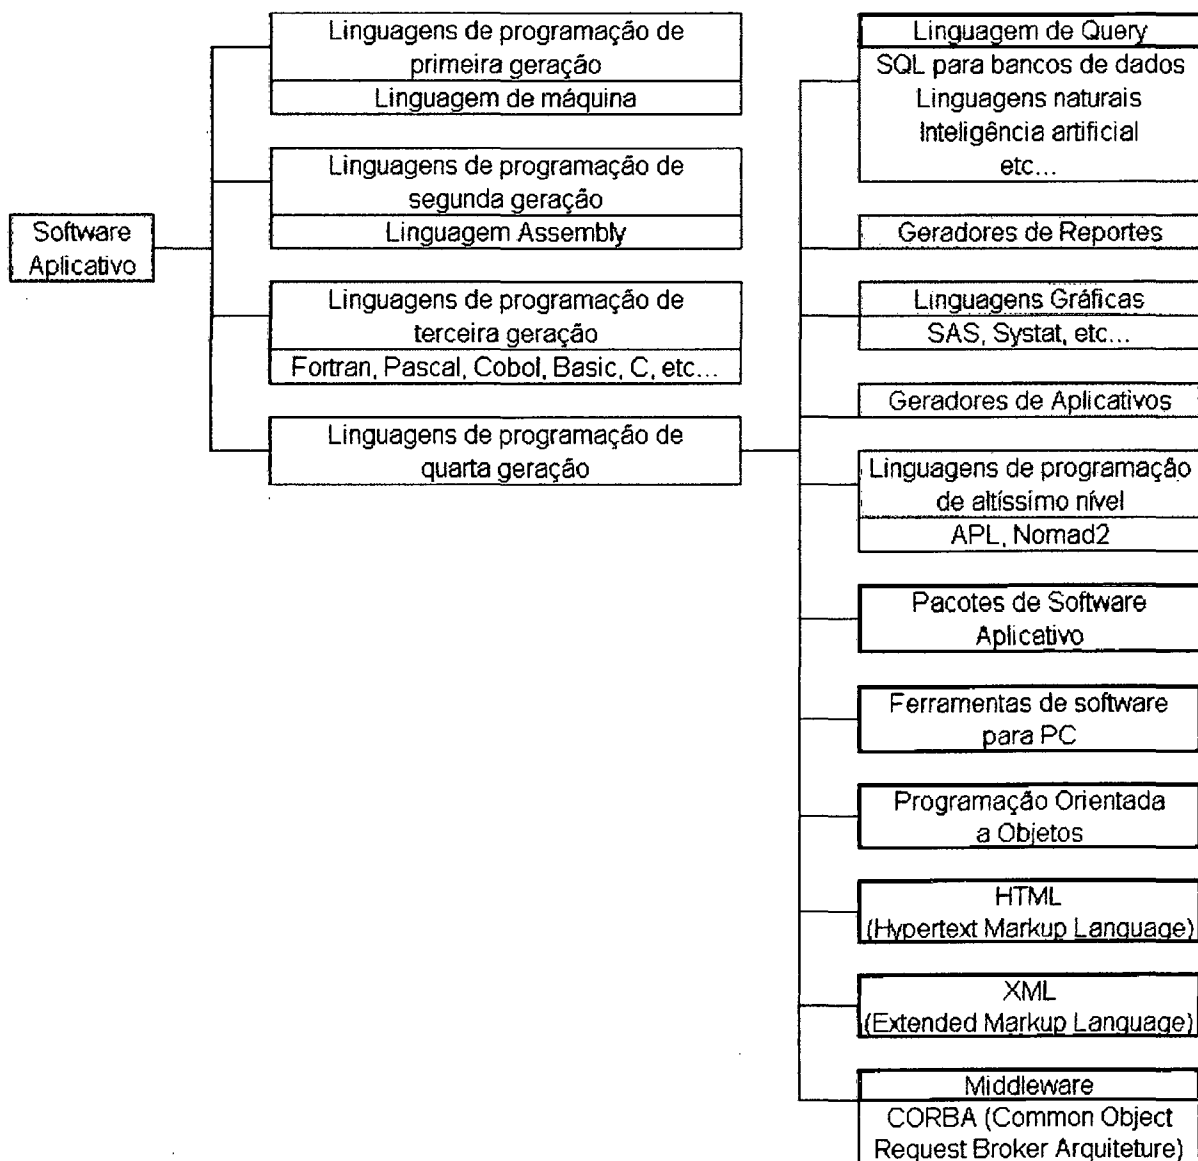 Software
Aplicativo
Linguagens de programação de
primeira geração
Linguagem de máquina
Linguagens de programação de
segunda geração
Linguagem Assembly
Linguagens de programação de
terceira geração
Fortran, Pascal, Cobol, Basic, C, etc...
Linguagens de programação de
quarta geração
Linguagem de Query
SQL para bancos de dados
Linguagens naturais
Inteligência artificial
etc...
Geradores de Reportes
Linguagens Gráficas
SAS, Systat, etc...
Geradores de Aplicativos
Linguagens de programação
de altíssimo nível
APL, Nomad2
Pacotes de Software
Aplicativo
Ferramentas de software
para PC
Programação Orientada
a Objetos
HTML
(Hypertext Markup Language)
XML
(Extended Markup Language)
Middleware
CORBA (Common Object
Request Broker Arquiteture)